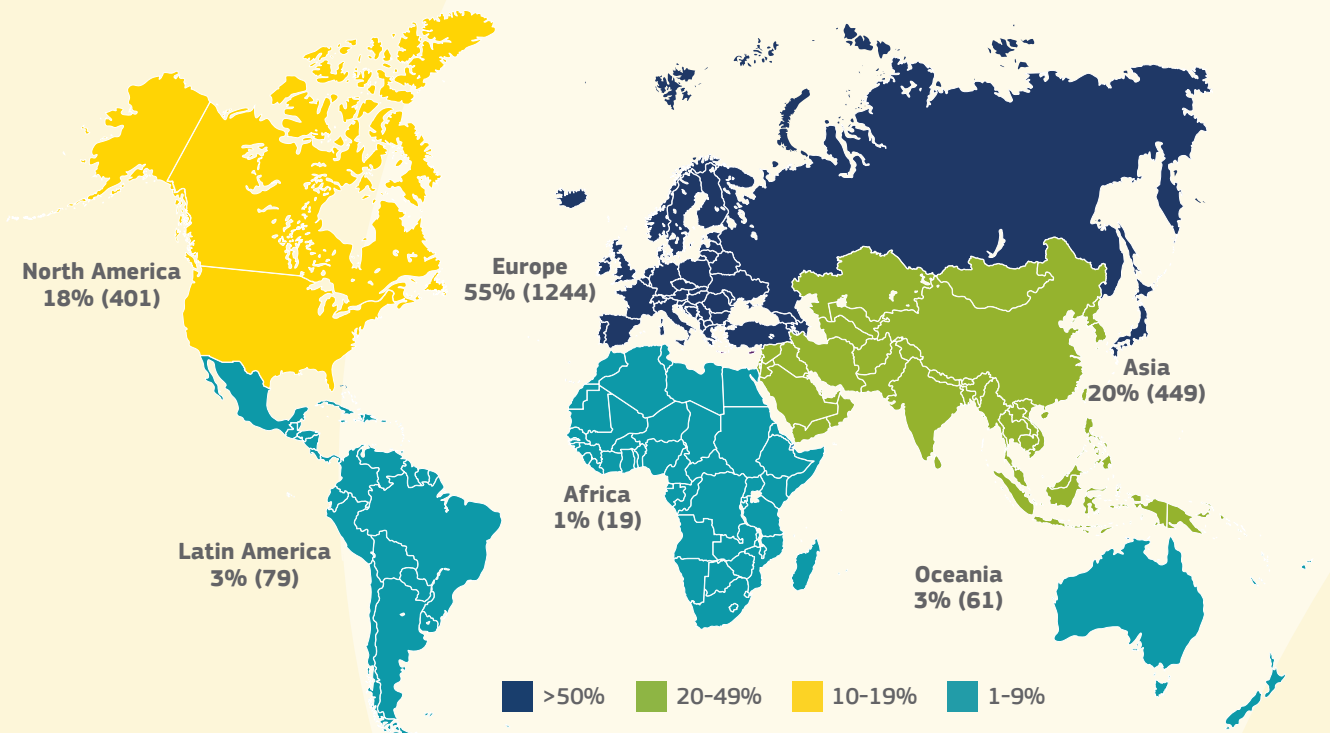 North America
18% (401)
Europe
55% (1244)
Asia
20% (449)
Africa
1% (19)
Latin America
3% (79)
Oceania
3% (61)
>50%
20-49%
10-19%
1-9%